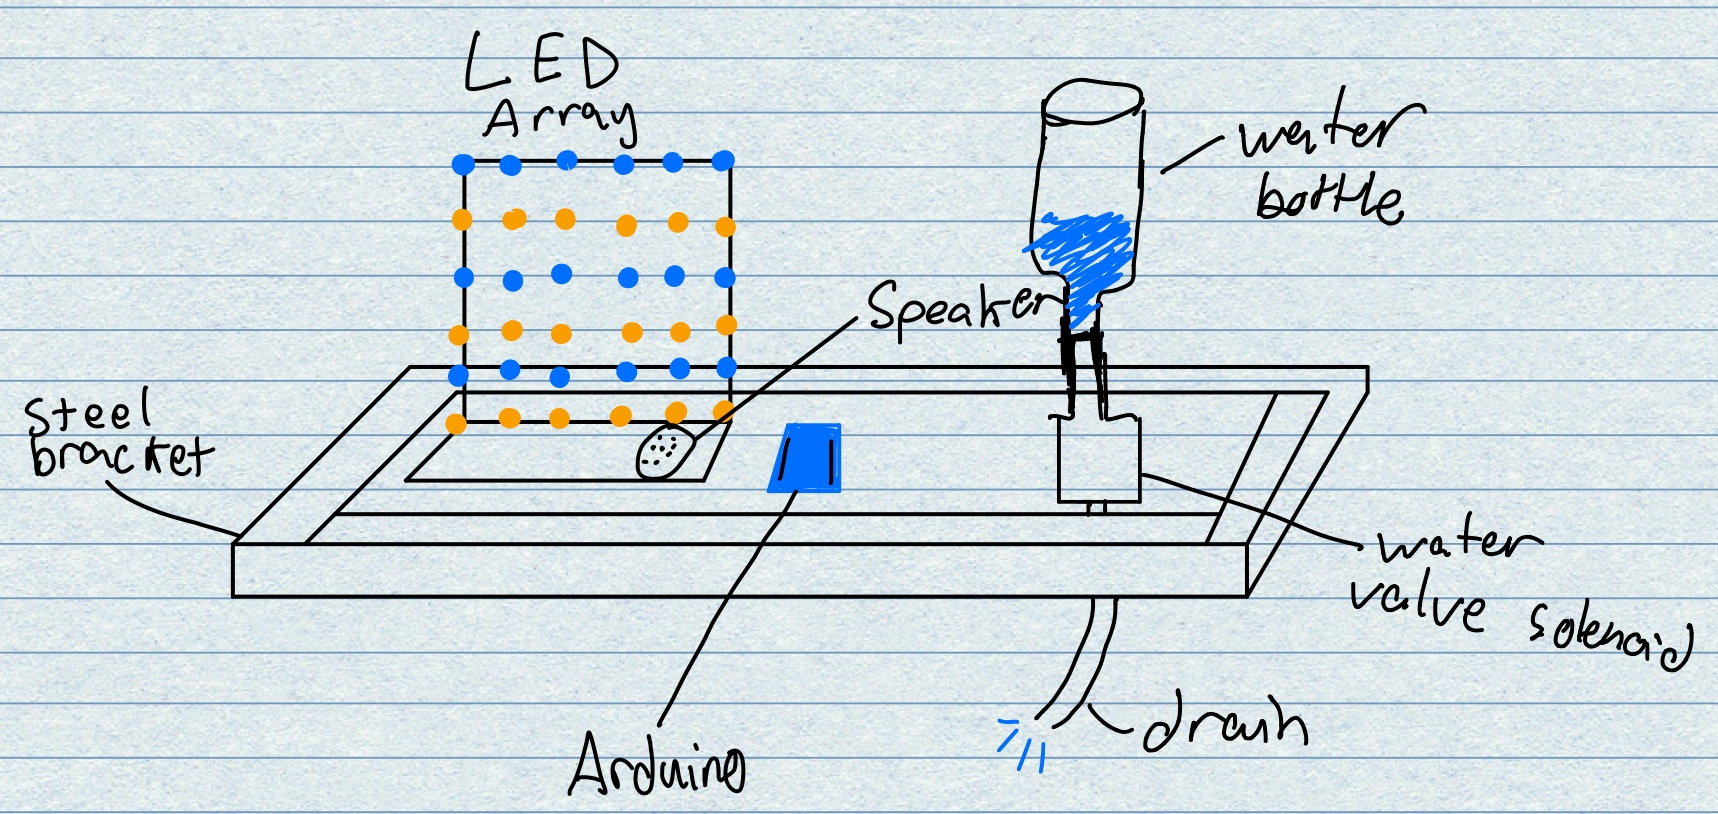 LED
Array
water
bottle
Speaker
Steel
bracket
water
valve solenoid
drain
Arduino